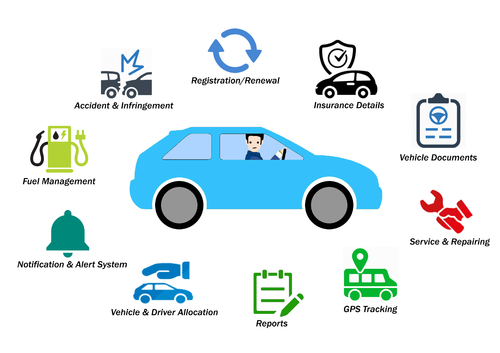 Registration/Renewal
Accident & Infringement
Insurance Details
Vehicle Documents
Fuel Management
Service & Repairing
Notification & Alert System
Vehicle & Driver Allocation
GPS Tracking
Reports